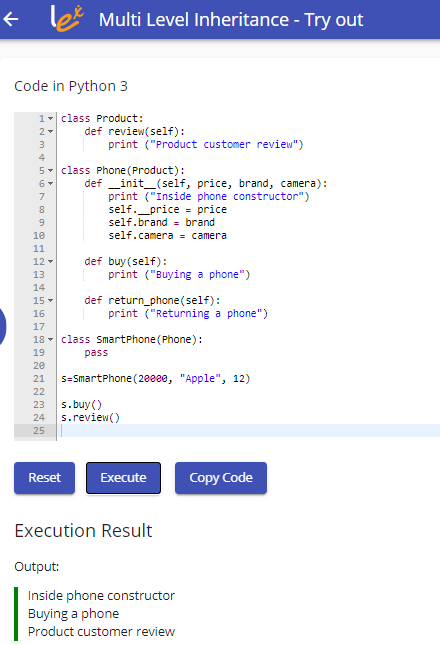 lex Multi Level Inheritance - Try out
Code in Python 3
1 class Product:
2     def review(self):
3         print ("Product customer review")
4
5 class Phone(Product):
6     def __init__(self, price, brand, camera):
7         print ("Inside phone constructor")
8         self.__price = price
9         self.brand = brand
10         self.camera = camera
11
12     def buy(self):
13         print ("Buying a phone")
14
15     def return_phone(self):
16         print ("Returning a phone")
17
18 class SmartPhone(Phone):
19     pass
20
21 s=SmartPhone(20000, "Apple", 12)
22
23 s.buy()
24 s.review()
25
Reset Execute Copy Code
Execution Result
Output:
Inside phone constructor
Buying a phone
Product customer review